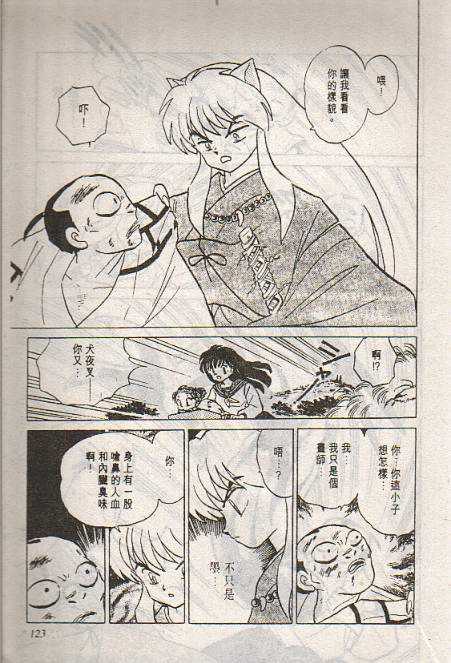 喂！
讓我看看
你的樣貌。
吓！
啊!?
犬夜叉——
你又…
你…你這小子
想怎樣…
我…
我只是個
畫師…
唔…？
不只是
墨…
你…
身上有一股
嗆鼻的人血
和內臟臭味
啊！
123